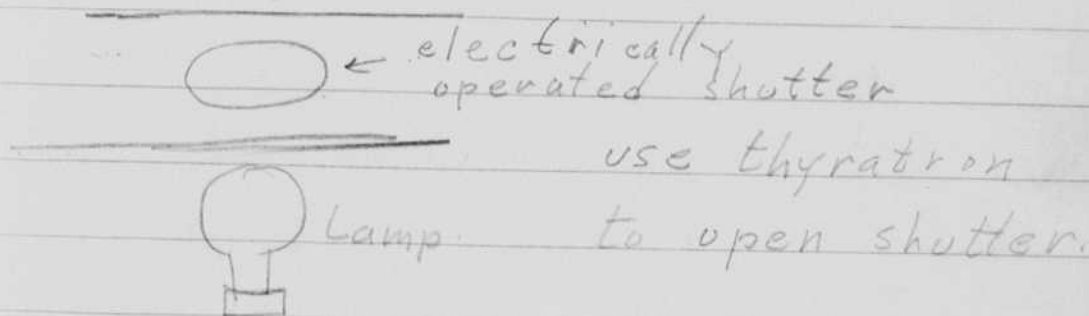 electrically
operated shutter
use thyratron
Lamp to open shutter.